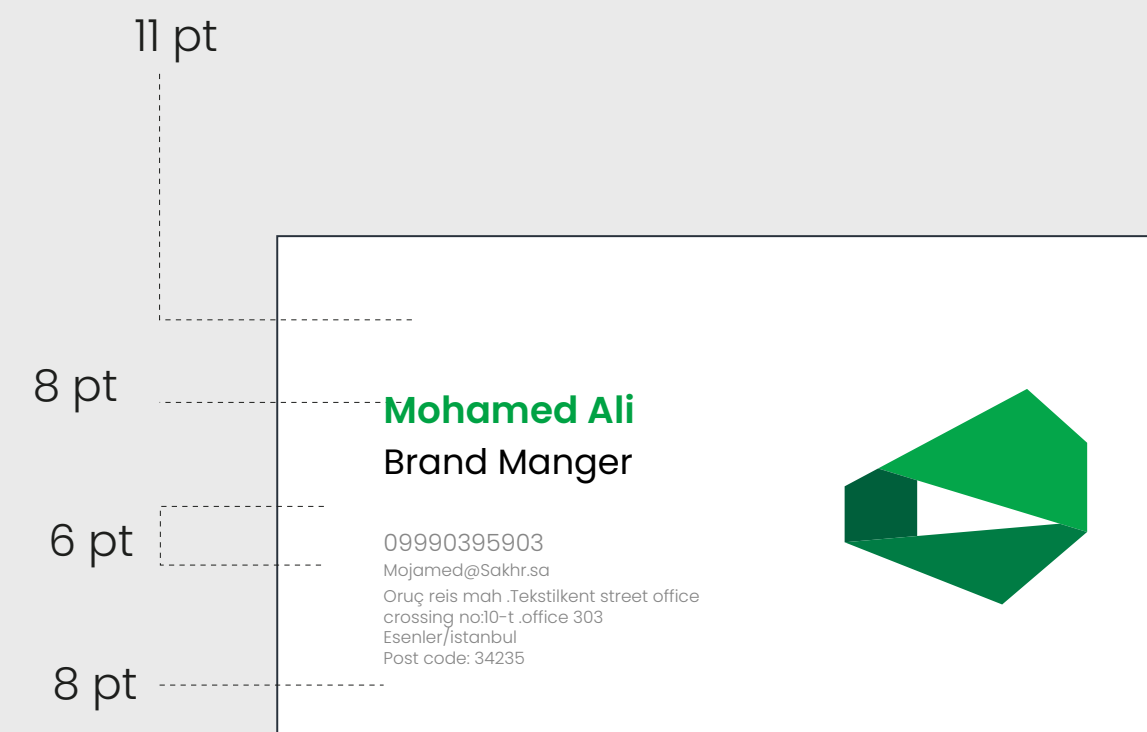 11 pt
8 pt
Mohamed Ali
Brand Manger
6 pt
09990395903
Mojamed@Sakhr.sa
Oruç reis mah .Tekstilkent street office
crossing no:10-t .office 303
Esenler/istanbul
Post code: 34235
8 pt